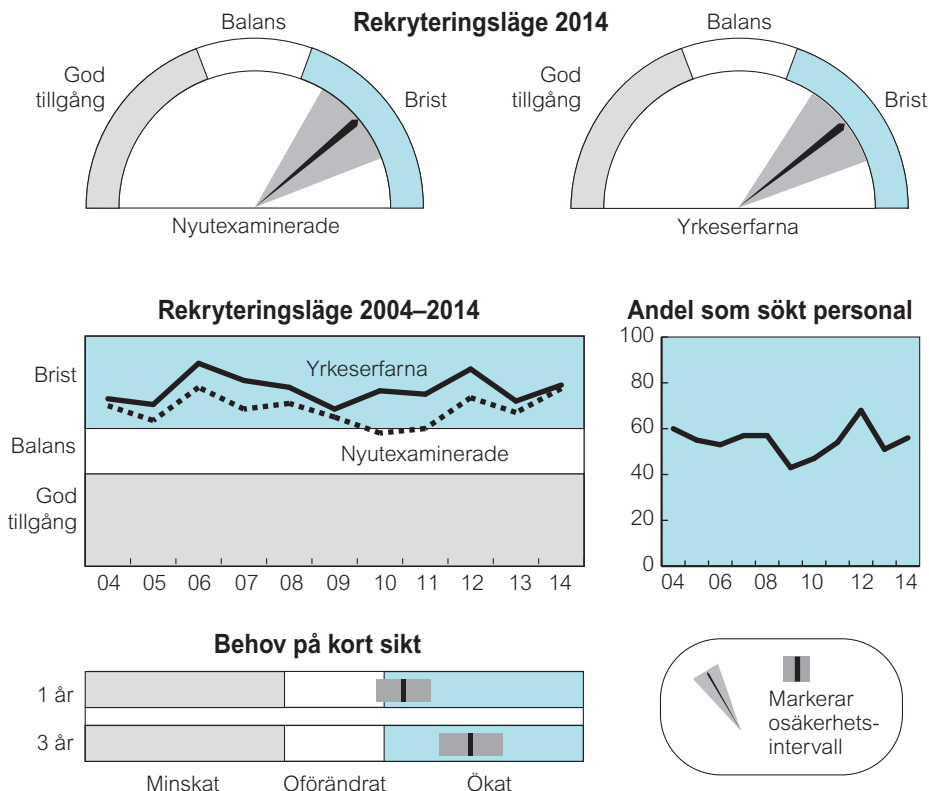 Rekryteringsläge 2014
Balans
God
tillgång
Brist
Nyutexaminerade
Balans
God
tillgång
Brist
Yrkeserfarna
Rekryteringsläge 2004–2014
Brist
Balans
God
tillgång
Yrkeserfarna
Nyutexaminerade
04 05 06 07 08 09 10 11 12 13 14
Andel som sökt personal
100
80
60
40
20
0
04 06 08 10 12 14
Behov på kort sikt
1 år
3 år
Minskat Oförändrat Ökat
Markerar
osäkerhets-
intervall